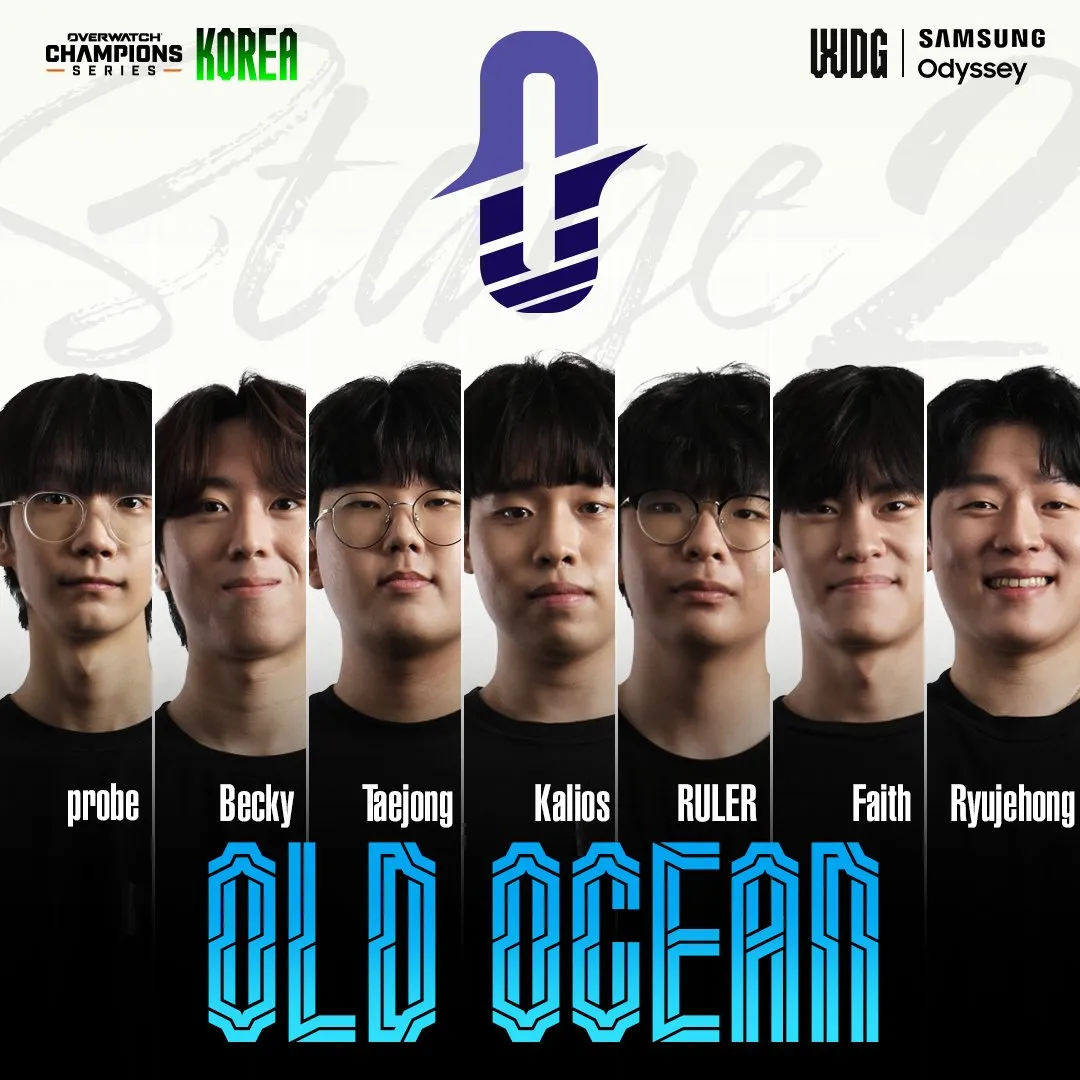 OVERWATCH
CHAMPIONS
SERIES
KOREA
WDG
SAMSUNG
Odyssey
Stage 2
probe
Becky
Taejong
Kalios
RULER
Faith
Ryujehong
OLD OCEAN